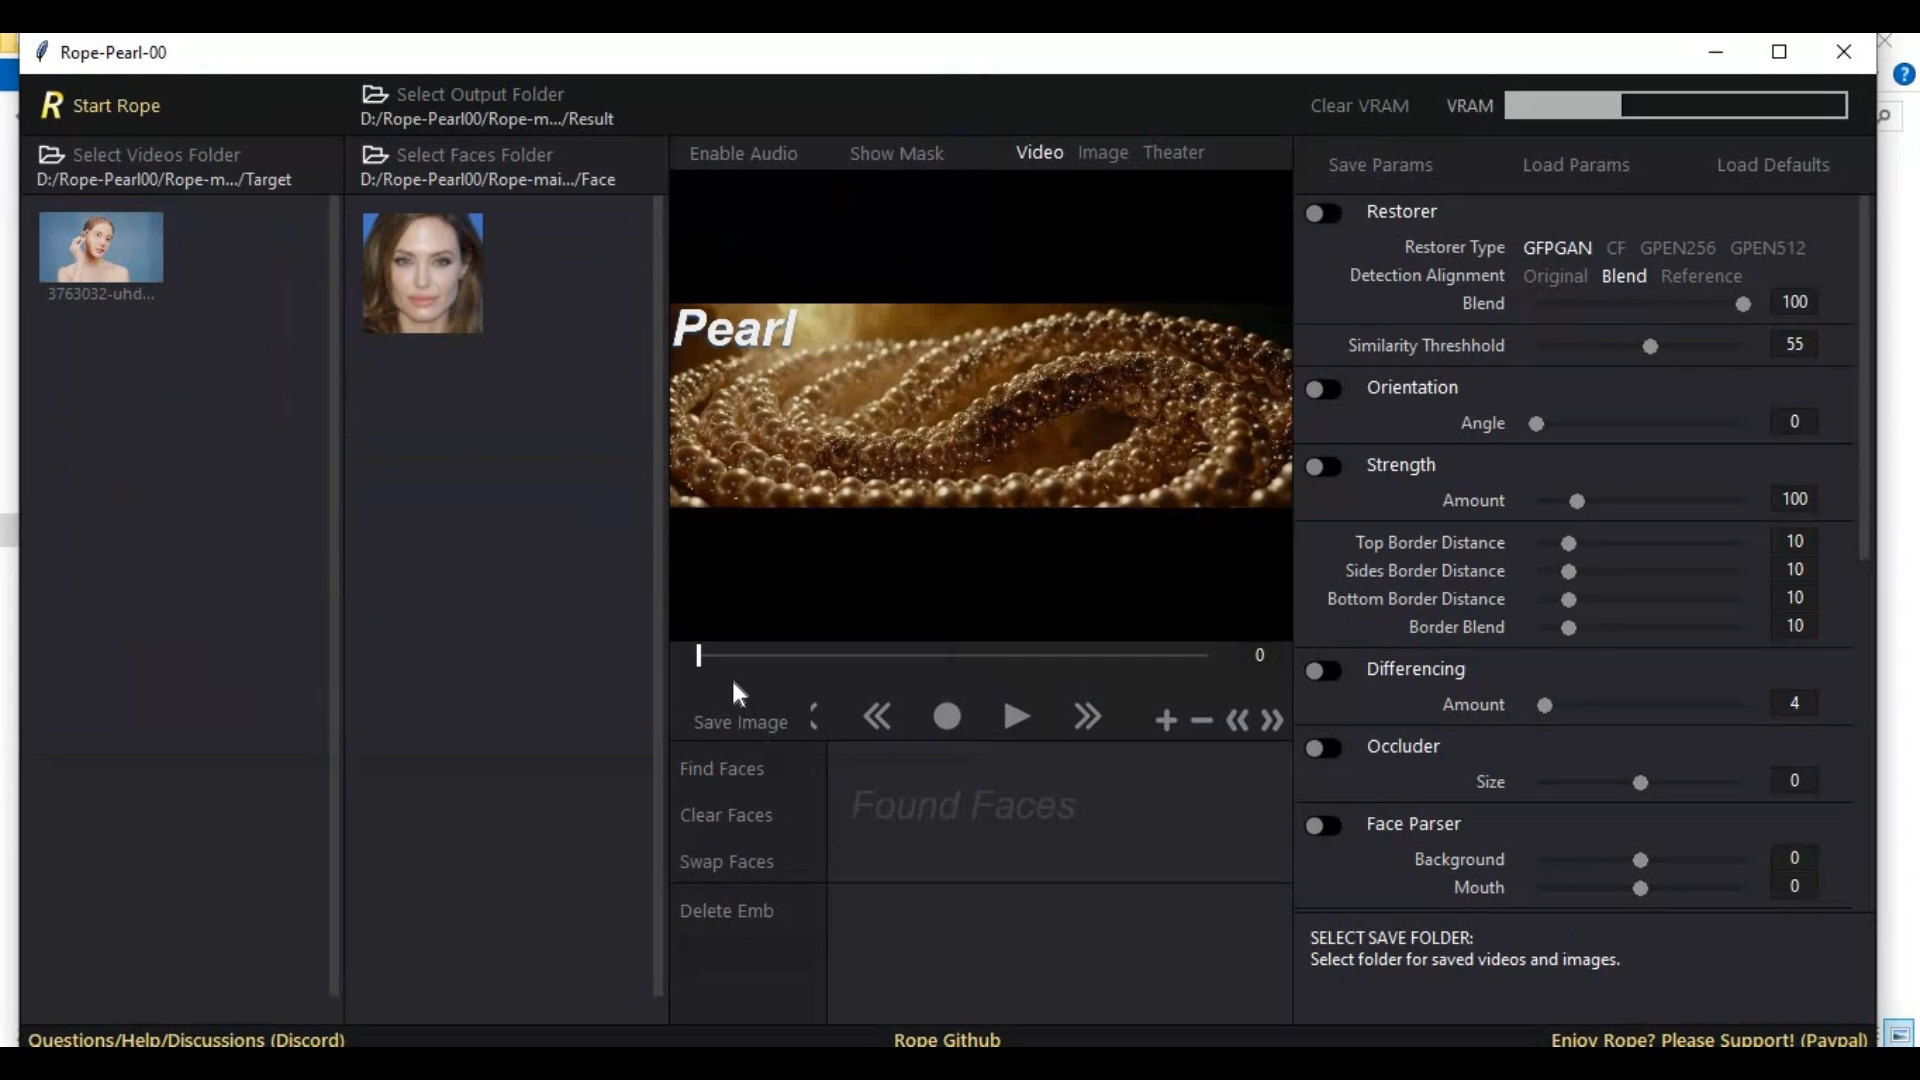 Rope-Pearl-00
R Start Rope
Select Output Folder
D:/Rope-Pearl00/Rope-m.../Result
Clear VRAM VRAM
Select Videos Folder
D:/Rope-Pearl00/Rope-m.../Target
Select Faces Folder
D:/Rope-Pearl00/Rope-mai.../Face
Enable Audio Show Mask Video Image Theater
Save Params Load Params Load Defaults
3763032-uhd...
Pearl
0
Save Image
Find Faces
Clear Faces
Swap Faces
Found Faces
Delete Emb
Restorer
Restorer Type GFPGAN CF GPEN256 GPEN512
Detection Alignment Original Blend Reference
Blend 100
Similarity Threshhold 55
Orientation
Angle 0
Strength
Amount 100
Top Border Distance 10
Sides Border Distance 10
Bottom Border Distance 10
Border Blend 10
Differencing
Amount 4
Occluder
Size 0
Face Parser
Background 0
Mouth 0
SELECT SAVE FOLDER:
Select folder for saved videos and images.
Questions/Help/Discussions (Discord) Rope Github Enjoy Rope? Please Support! (Paypal)